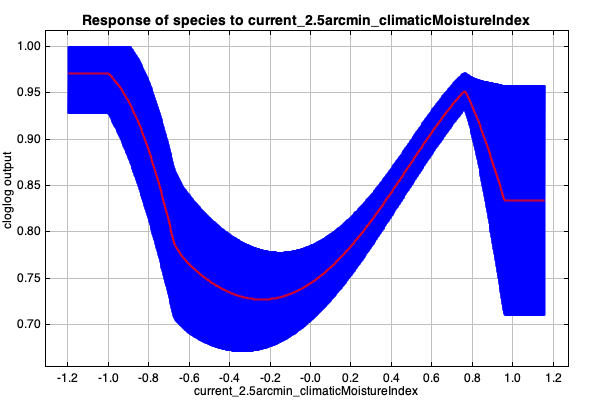 Response of species to current_2.5arcmin_climaticMoistureIndex
1.00
0.95
0.90
0.85
0.80
0.75
0.70
cloglog output
-1.2 -1.0 -0.8 -0.6 -0.4 -0.2 -0.0 0.2 0.4 0.6 0.8 1.0 1.2
current_2.5arcmin_climaticMoistureIndex